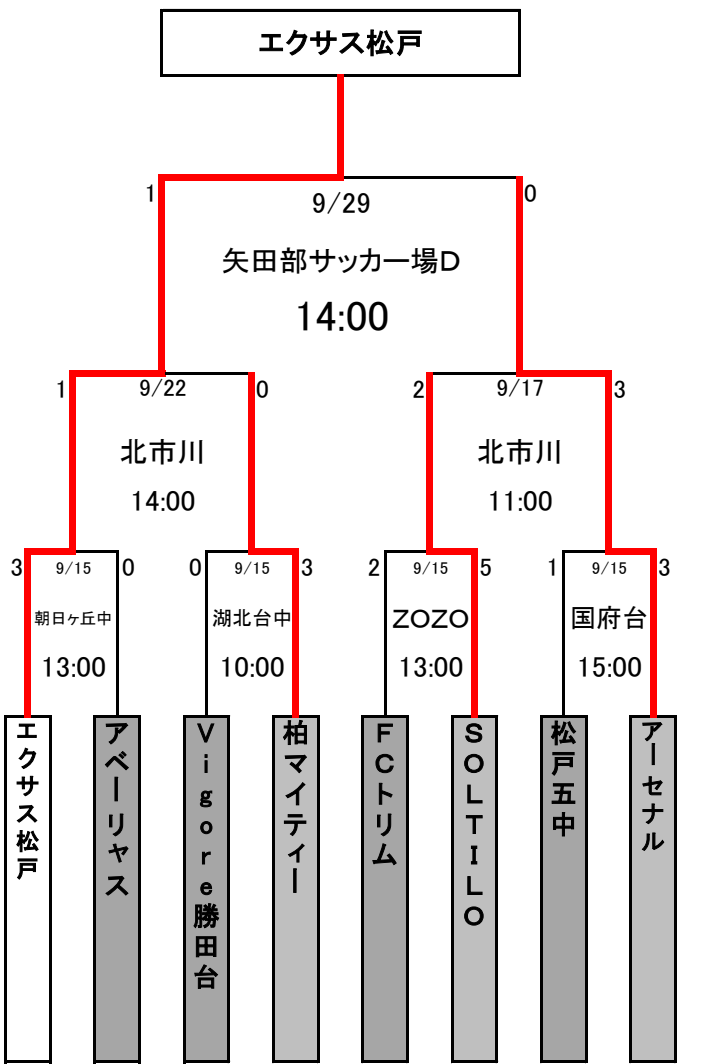 エクサス松戸
1
0
9/29
矢田部サッカー場D
14:00
1
9/22
0
2
9/17
3
北市川
北市川
14:00
11:00
3
9/15
0
0
9/15
3
2
9/15
5
1
9/15
3
朝日ヶ丘中
湖北台中
ZOZO
国府台
13:00
10:00
13:00
15:00
エクサス松戸
アベーリャス
Vigore勝田台
柏マイティー
FCトリム
SOLTILO
松戸五中
アーセナル